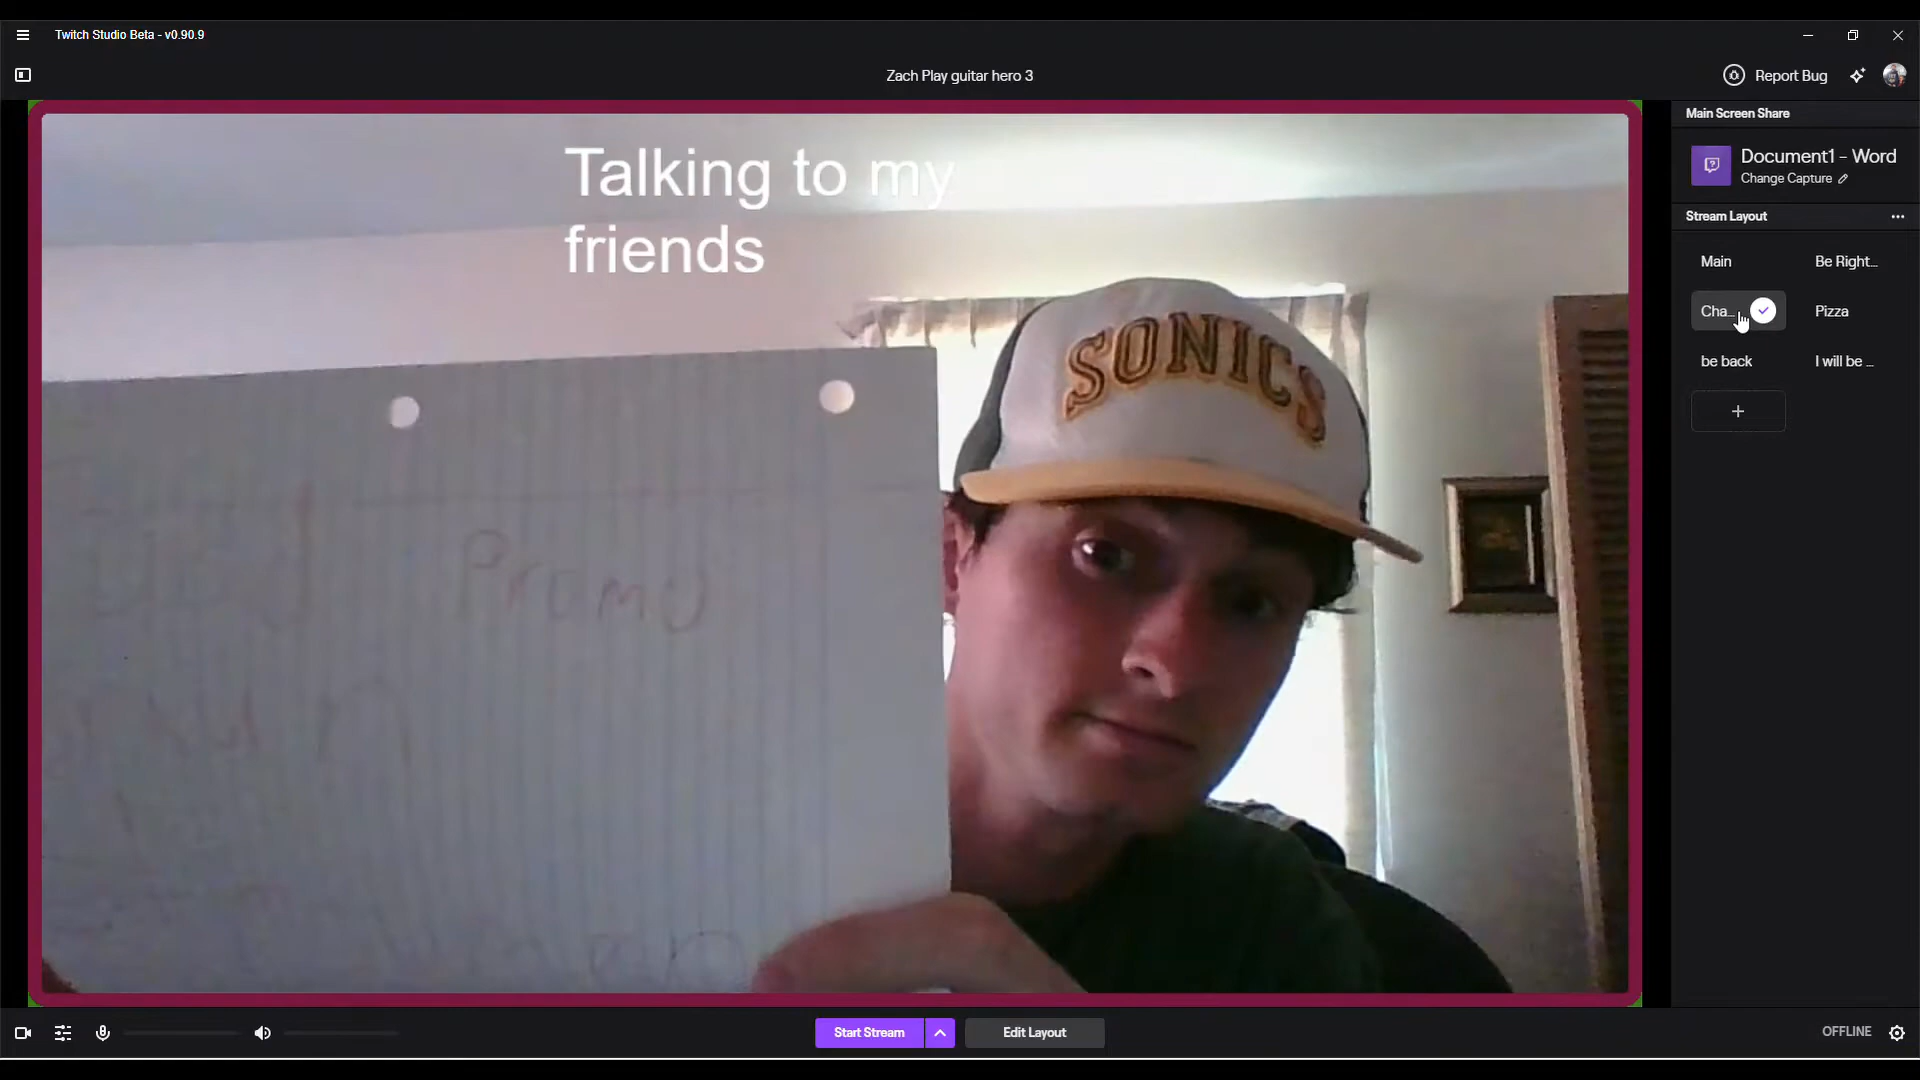 Twitch Studio Beta - v0.90.9
Zach Play guitar hero 3
Report Bug
Main Screen Share
Document1 - Word
Change Capture
Stream Layout
Main
Be Right...
Cha...
Pizza
be back
I will be ...
+
Talking to my
friends
SONICS
Promo
Start Stream
Edit Layout
OFFLINE